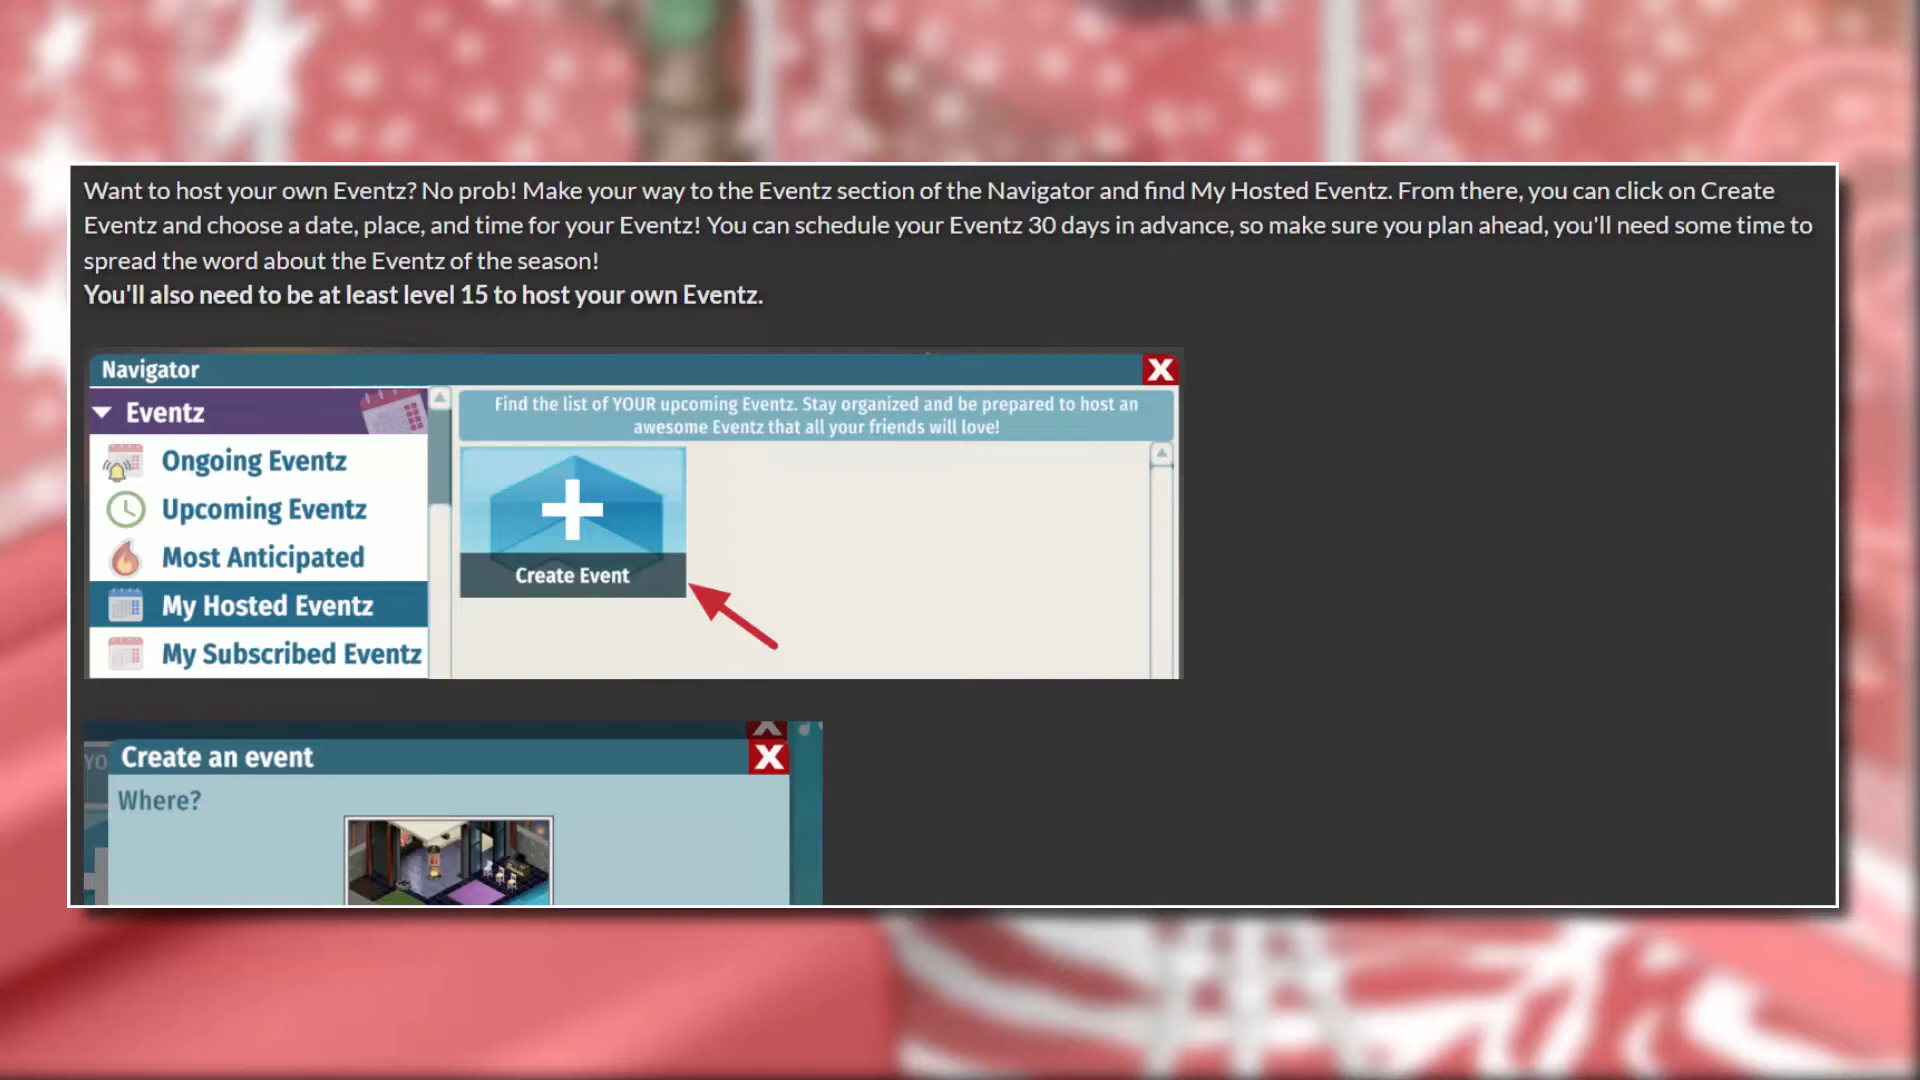 Want to host your own Eventz? No prob! Make your way to the Eventz section of the Navigator and find My Hosted Eventz. From there, you can click on Create
Eventz and choose a date, place, and time for your Eventz! You can schedule your Eventz 30 days in advance, so make sure you plan ahead, you'll need some time to
spread the word about the Eventz of the season!
You'll also need to be at least level 15 to host your own Eventz.
Navigator
X
Eventz
Find the list of YOUR upcoming Eventz. Stay organized and be prepared to host an
awesome Eventz that all your friends will love!
Ongoing Eventz
Upcoming Eventz
Most Anticipated
My Hosted Eventz
My Subscribed Eventz
Create Event
YO
Create an event
X
Where?